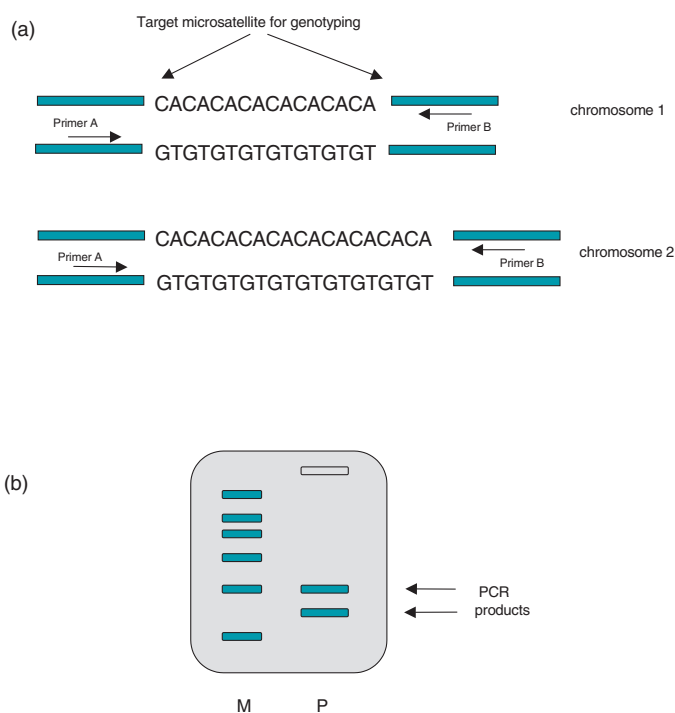 (a)
Target microsatellite for genotyping
CACACACACACACACA
chromosome 1
Primer A
Primer B
GTGTGTGTGTGTGTGT
CACACACACACACACACACA
chromosome 2
Primer A
Primer B
GTGTGTGTGTGTGTGTGTGT
(b)
PCR
products
M P